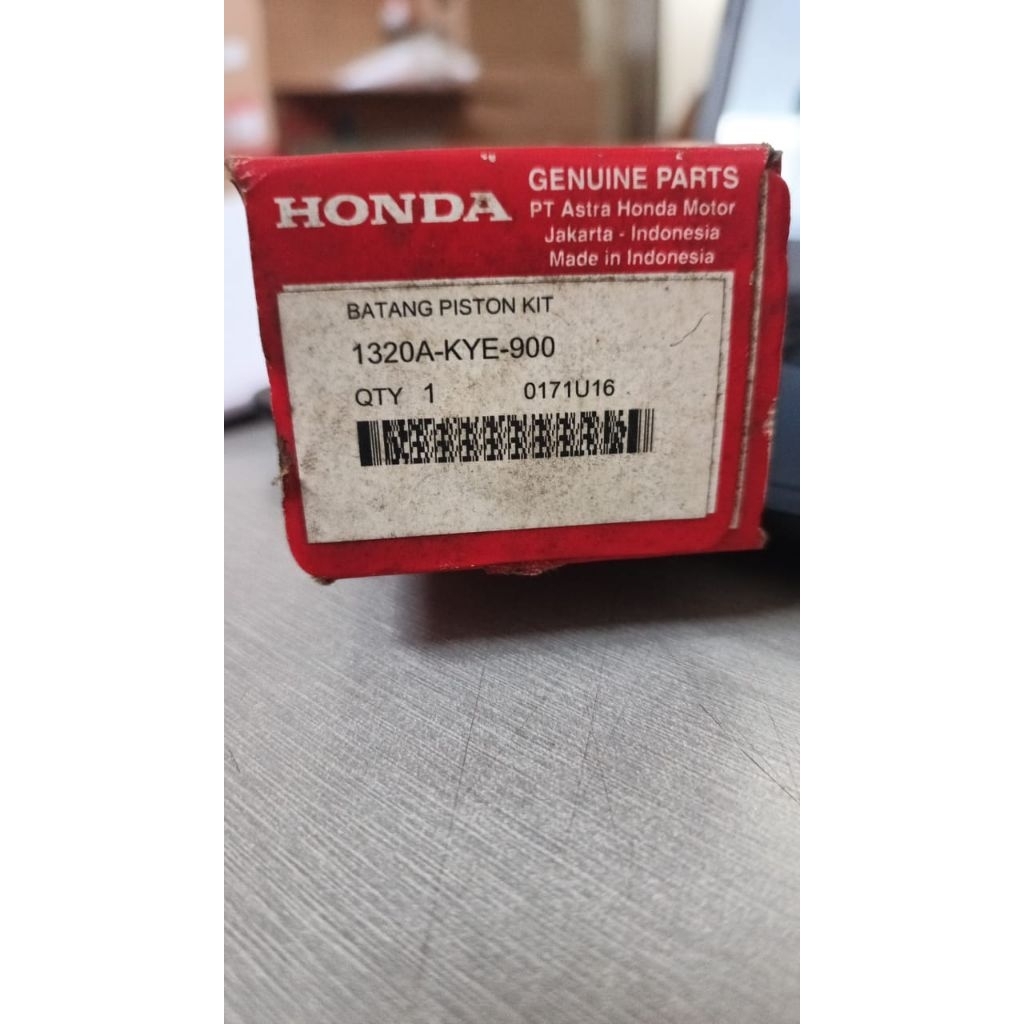 HONDA
GENUINE PARTS
PT Astra Honda Motor
Jakarta - Indonesia
Made in Indonesia
BATANG PISTON KIT
1320A-KYE-900
QTY 1 0171U16